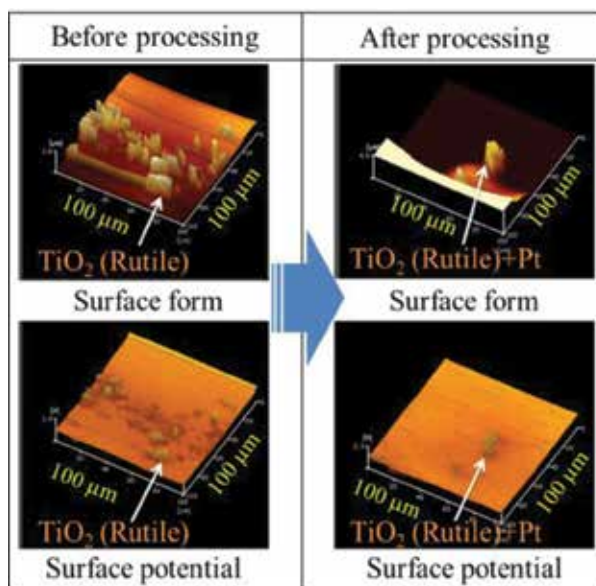 Before processing
After processing
100 µm
100 µm
TiO₂ (Rutile)
Surface form
100 µm
100 µm
TiO₂ (Rutile)+Pt
Surface form
100 µm
100 µm
TiO₂ (Rutile)
Surface potential
100 µm
100 µm
TiO₂ (Rutile)+Pt
Surface potential